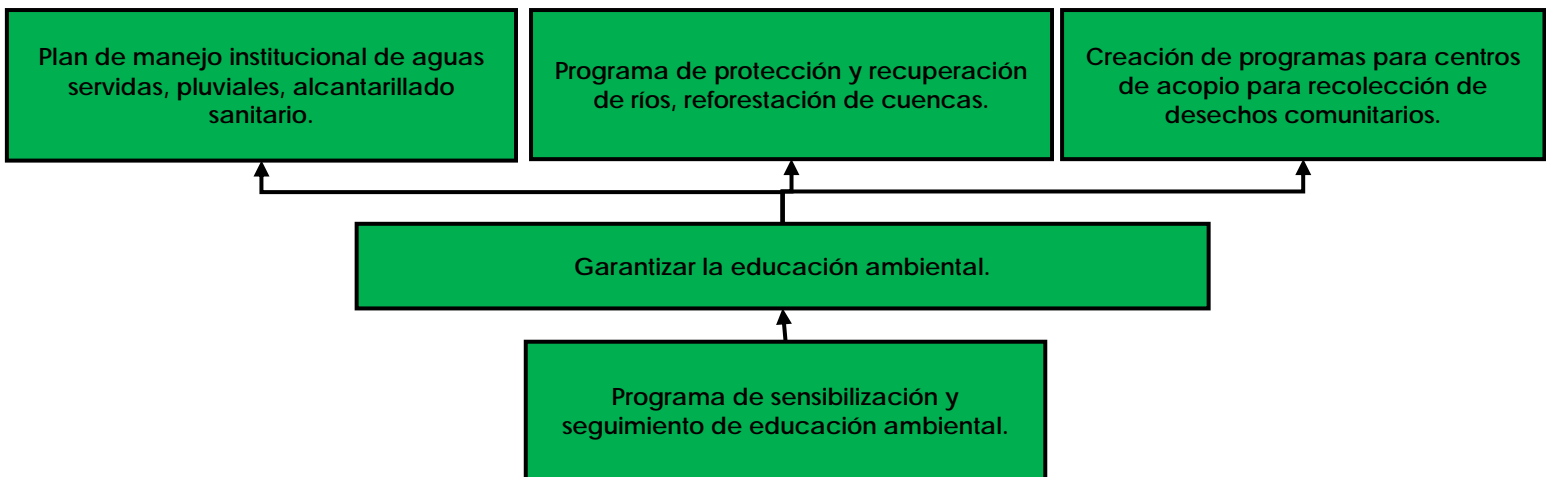 Plan de manejo institucional de aguas
servidas, pluviales, alcantarillado
sanitario.
Programa de protección y recuperación
de ríos, reforestación de cuencas.
Creación de programas para centros
de acopio para recolección de
desechos comunitarios.
Garantizar la educación ambiental.
Programa de sensibilización y
seguimiento de educación ambiental.